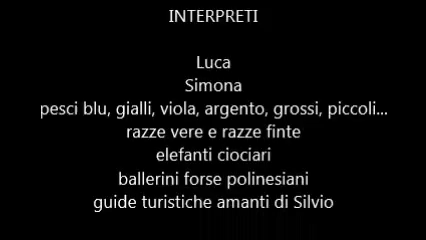 INTERPRETI
Luca
Simona
pesci blu, gialli, viola, argento, grossi, piccoli...
razze vere e razze finte
elefanti ciociari
ballerini forse polinesiani
guide turistiche amanti di Silvio